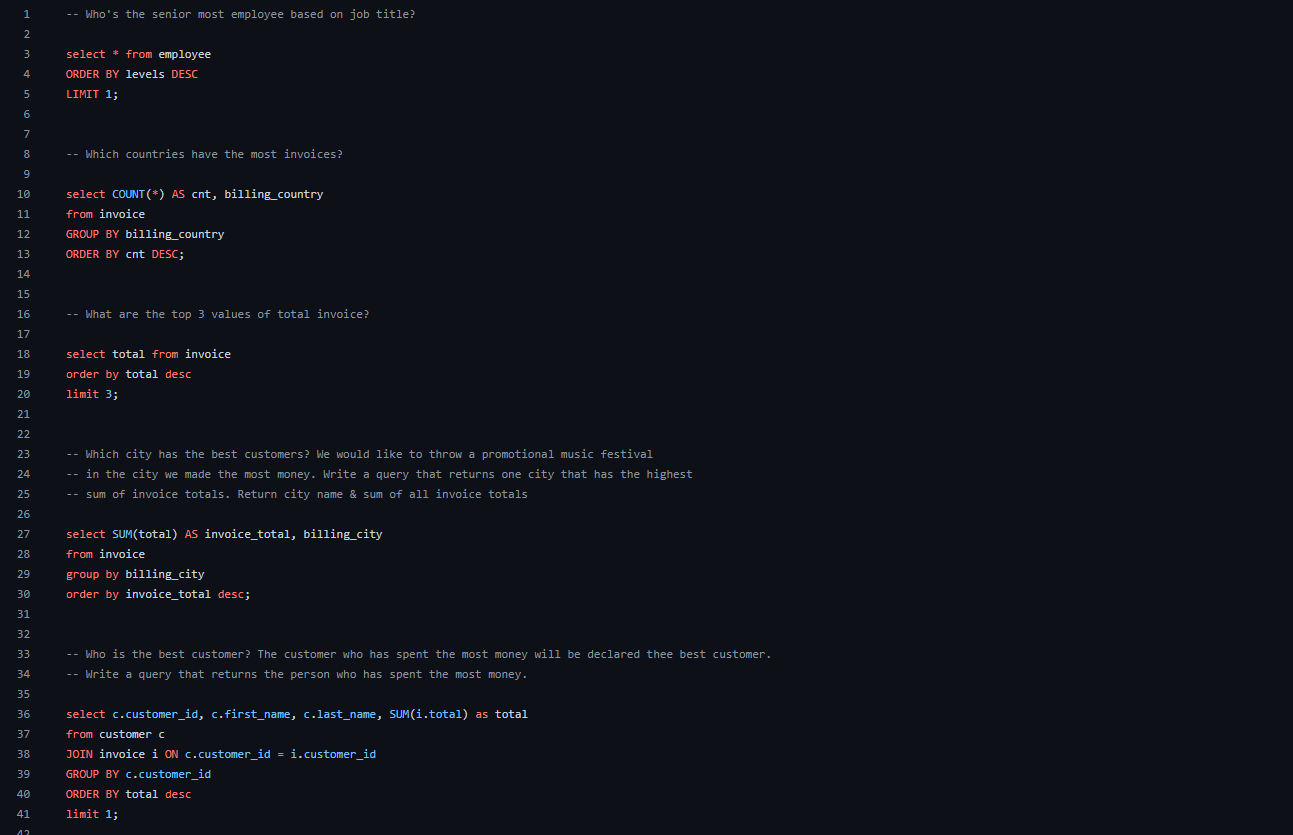 1 -- Who's the senior most employee based on job title?
2
3 select * from employee
4 ORDER BY levels DESC
5 LIMIT 1;
6
7
8 -- Which countries have the most invoices?
9
10 select COUNT(*) AS cnt, billing_country
11 from invoice
12 GROUP BY billing_country
13 ORDER BY cnt DESC;
14
15
16 -- What are the top 3 values of total invoice?
17
18 select total from invoice
19 order by total desc
20 limit 3;
21
22
23 -- Which city has the best customers? We would like to throw a promotional music festival
24 -- in the city we made the most money. Write a query that returns one city that has the highest
25 -- sum of invoice totals. Return city name & sum of all invoice totals
26
27 select SUM(total) AS invoice_total, billing_city
28 from invoice
29 group by billing_city
30 order by invoice_total desc;
31
32
33 -- Who is the best customer? The customer who has spent the most money will be declared thee best customer.
34 -- Write a query that returns the person who has spent the most money.
35
36 select c.customer_id, c.first_name, c.last_name, SUM(i.total) as total
37 from customer c
38 JOIN invoice i ON c.customer_id = i.customer_id
39 GROUP BY c.customer_id
40 ORDER BY total desc
41 limit 1;
42